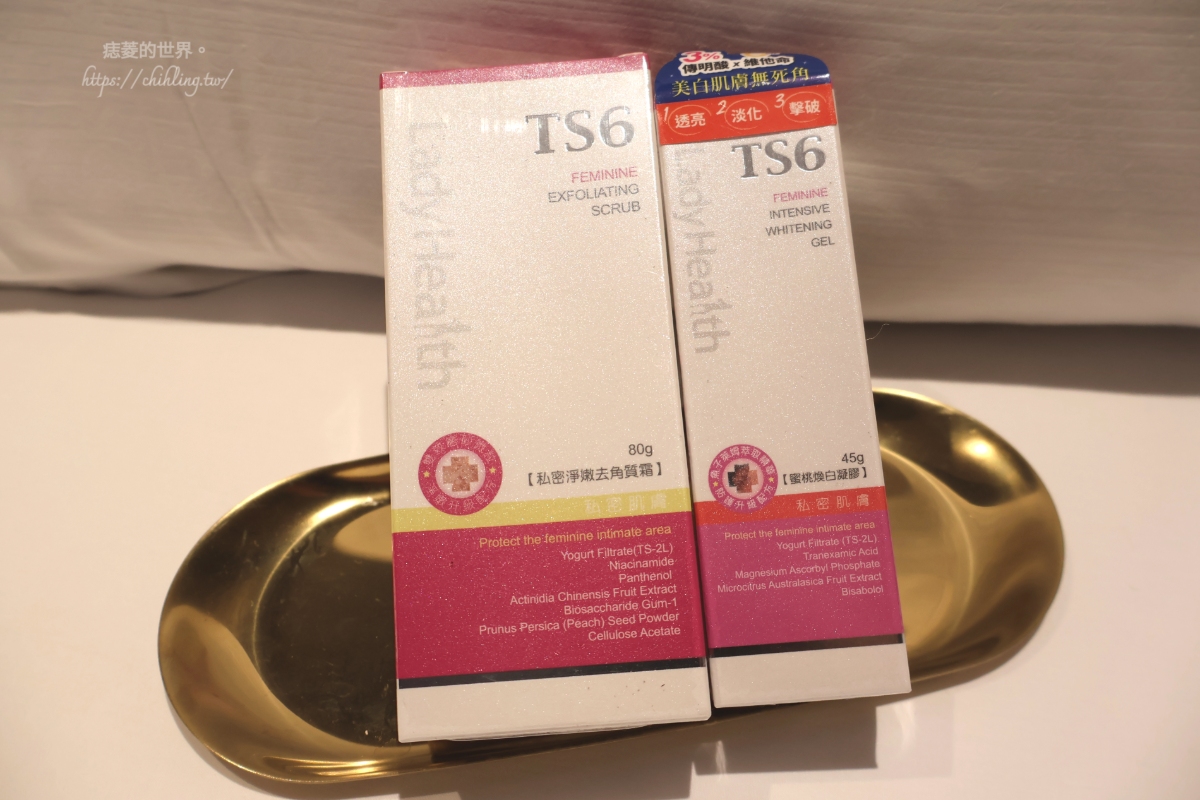 痣菱的世界。
https://chihling.tw/
TS6
FEMININE
EXFOLIATING
SCRUB
LadyHealth
80g
【私密淨嫩去角質霜】
私密肌膚
Protect the feminine intimate area
Yogurt Filtrate(TS-2L)
Niacinamide
Panthenol
Actinidia Chinensis Fruit Extract
Biosaccharide Gum-1
Prunus Persica (Peach) Seed Powder
Cellulose Acetate
3%
傳明酸 x 維他命
美白肌膚無死角
1 透亮 2 淡化 3 擊破
TS6
FEMININE
INTENSIVE
WHITENING
GEL
LadyHealth
45g
【蜜桃煥白凝膠】
私密肌膚
Protect the feminine intimate area
Yogurt Filtrate (TS-2L)
Tranexamic Acid
Magnesium Ascorbyl Phosphate
Microcitrus Australasica Fruit Extract
Bisabolol